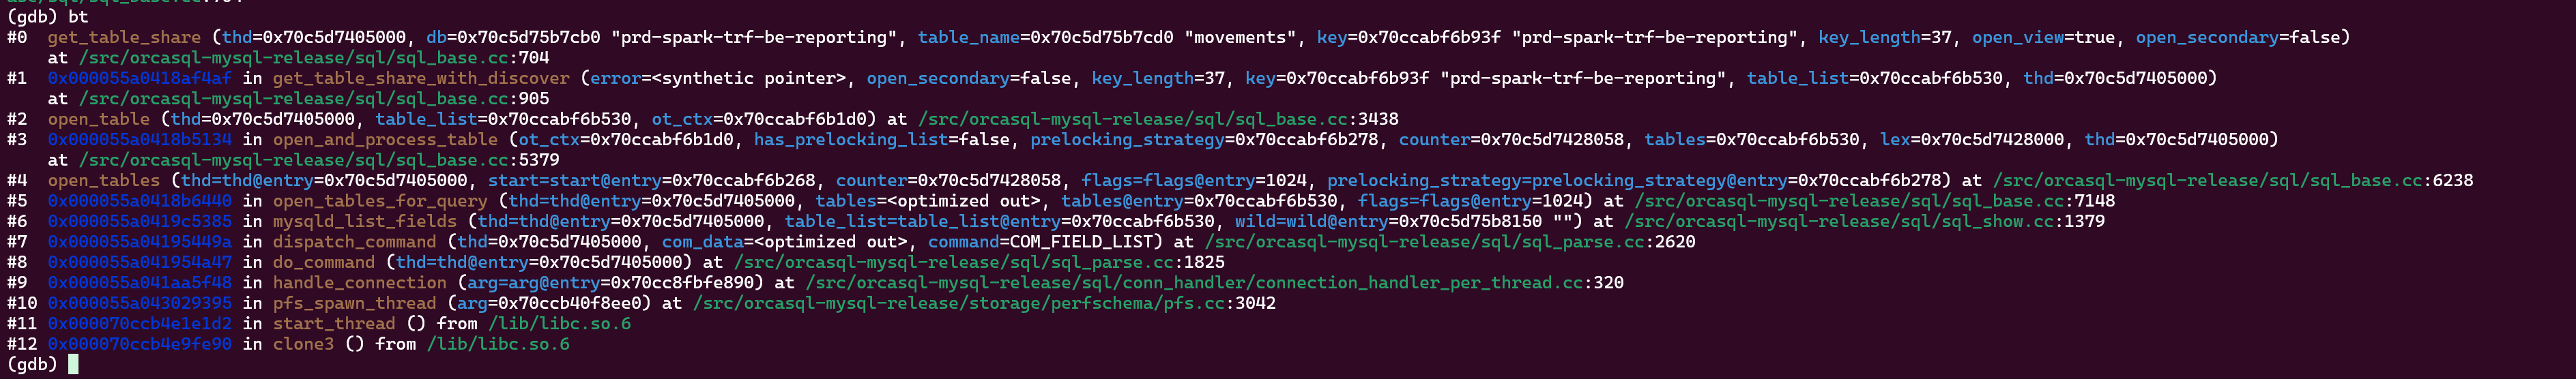 (gdb) bt
#0  get_table_share (thd=0x70c5d7405000, db=0x70c5d75b7cb0 "prd-spark-trf-be-reporting", table_name=0x70c5d75b7cd0 "movements", key=0x70ccabf6b93f "prd-spark-trf-be-reporting", key_length=37, open_view=true, open_secondary=false)
    at /src/orcasql-mysql-release/sql/sql_base.cc:704
#1  0x000055a0418af4af in get_table_share_with_discover (error=<synthetic pointer>, open_secondary=false, key_length=37, key=0x70ccabf6b93f "prd-spark-trf-be-reporting", table_list=0x70ccabf6b530, thd=0x70c5d7405000)
    at /src/orcasql-mysql-release/sql/sql_base.cc:905
#2  open_table (thd=0x70c5d7405000, table_list=0x70ccabf6b530, ot_ctx=0x70ccabf6b1d0) at /src/orcasql-mysql-release/sql/sql_base.cc:3438
#3  0x000055a0418b5134 in open_and_process_table (ot_ctx=0x70ccabf6b1d0, has_prelocking_list=false, prelocking_strategy=0x70ccabf6b278, counter=0x70c5d7428058, tables=0x70ccabf6b530, lex=0x70c5d7428000, thd=0x70c5d7405000)
    at /src/orcasql-mysql-release/sql/sql_base.cc:5379
#4  open_tables (thd=thd@entry=0x70c5d7405000, start=start@entry=0x70ccabf6b268, counter=0x70c5d7428058, flags=flags@entry=1024, prelocking_strategy=prelocking_strategy@entry=0x70ccabf6b278) at /src/orcasql-mysql-release/sql/sql_base.cc:6238
#5  0x000055a0418b6440 in open_tables_for_query (thd=thd@entry=0x70c5d7405000, tables=<optimized out>, tables@entry=0x70ccabf6b530, flags=flags@entry=1024) at /src/orcasql-mysql-release/sql/sql_base.cc:7148
#6  0x000055a0419c5385 in mysqld_list_fields (thd=thd@entry=0x70c5d7405000, table_list=table_list@entry=0x70ccabf6b530, wild=wild@entry=0x70c5d75b8150 "") at /src/orcasql-mysql-release/sql/sql_show.cc:1379
#7  0x000055a04195449a in dispatch_command (thd=0x70c5d7405000, com_data=<optimized out>, command=COM_FIELD_LIST) at /src/orcasql-mysql-release/sql/sql_parse.cc:2620
#8  0x000055a041954a47 in do_command (thd=thd@entry=0x70c5d7405000) at /src/orcasql-mysql-release/sql/sql_parse.cc:1825
#9  0x000055a041aa5f48 in handle_connection (arg=arg@entry=0x70cc8fbfe890) at /src/orcasql-mysql-release/sql/conn_handler/connection_handler_per_thread.cc:320
#10 0x000055a043029395 in pfs_spawn_thread (arg=0x70ccb40f8ee0) at /src/orcasql-mysql-release/storage/perfschema/pfs.cc:3042
#11 0x000070ccb4e1e1d2 in start_thread () from /lib/libc.so.6
#12 0x000070ccb4e9fe90 in clone3 () from /lib/libc.so.6
(gdb)